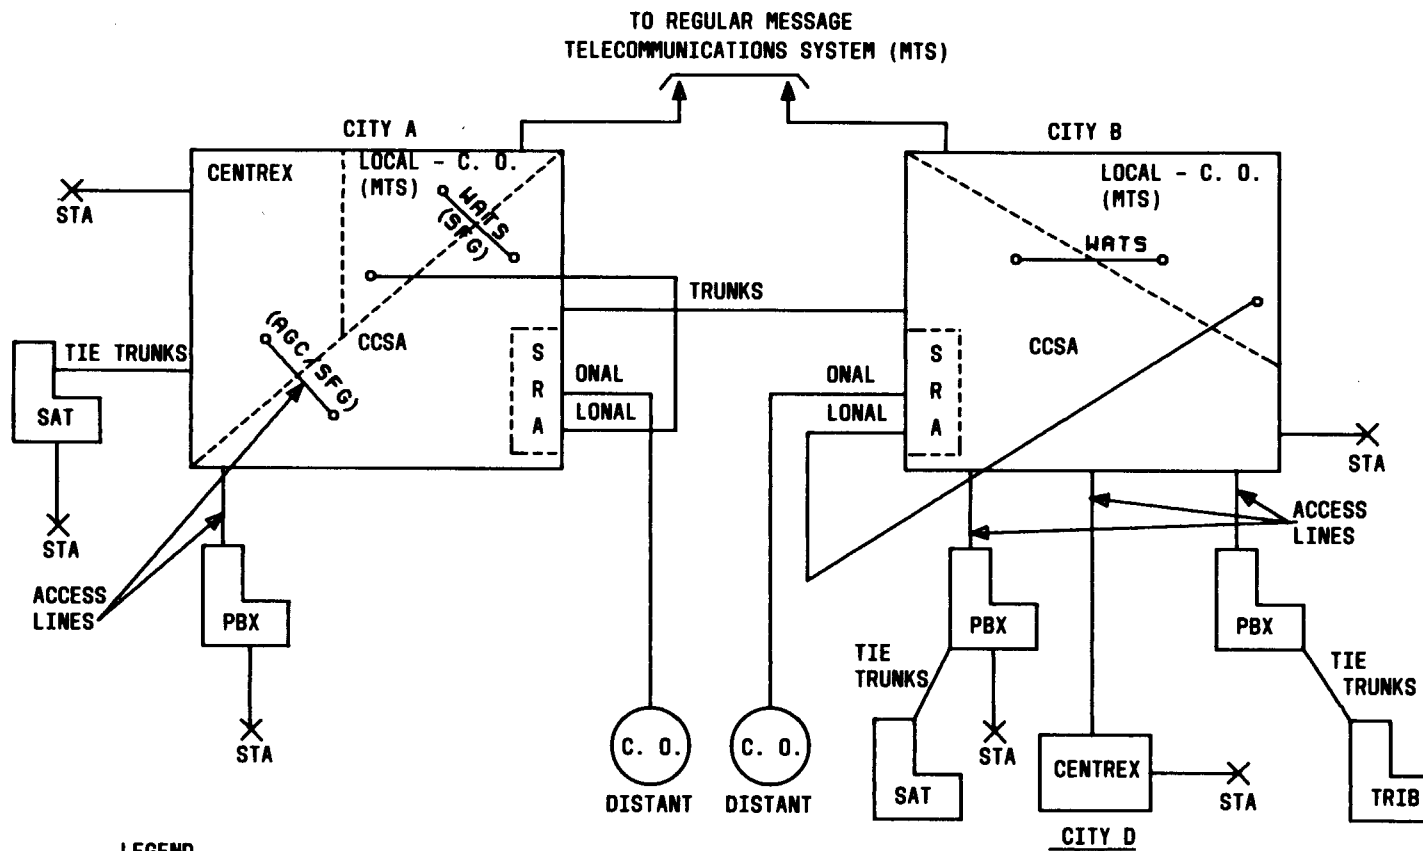 TO REGULAR MESSAGE
TELECOMMUNICATIONS SYSTEM (MTS)
CITY A
CITY B
CENTREX
LOCAL - C. O.
(MTS)
WATS
(SFG)
LOCAL - C. O.
(MTS)
WATS
STA
TRUNKS
TIE TRUNKS
SAT
(AGC/SFG)
CCSA
S
R
A
ONAL
LONAL
ONAL
LONAL
S
R
A
CCSA
STA
STA
ACCESS
LINES
ACCESS
LINES
PBX
STA
PBX
PBX
TIE
TRUNKS
TIE
TRUNKS
C. O.
DISTANT
C. O.
DISTANT
STA
SAT
CENTREX
STA
TRIB
CITY D
LEGEND